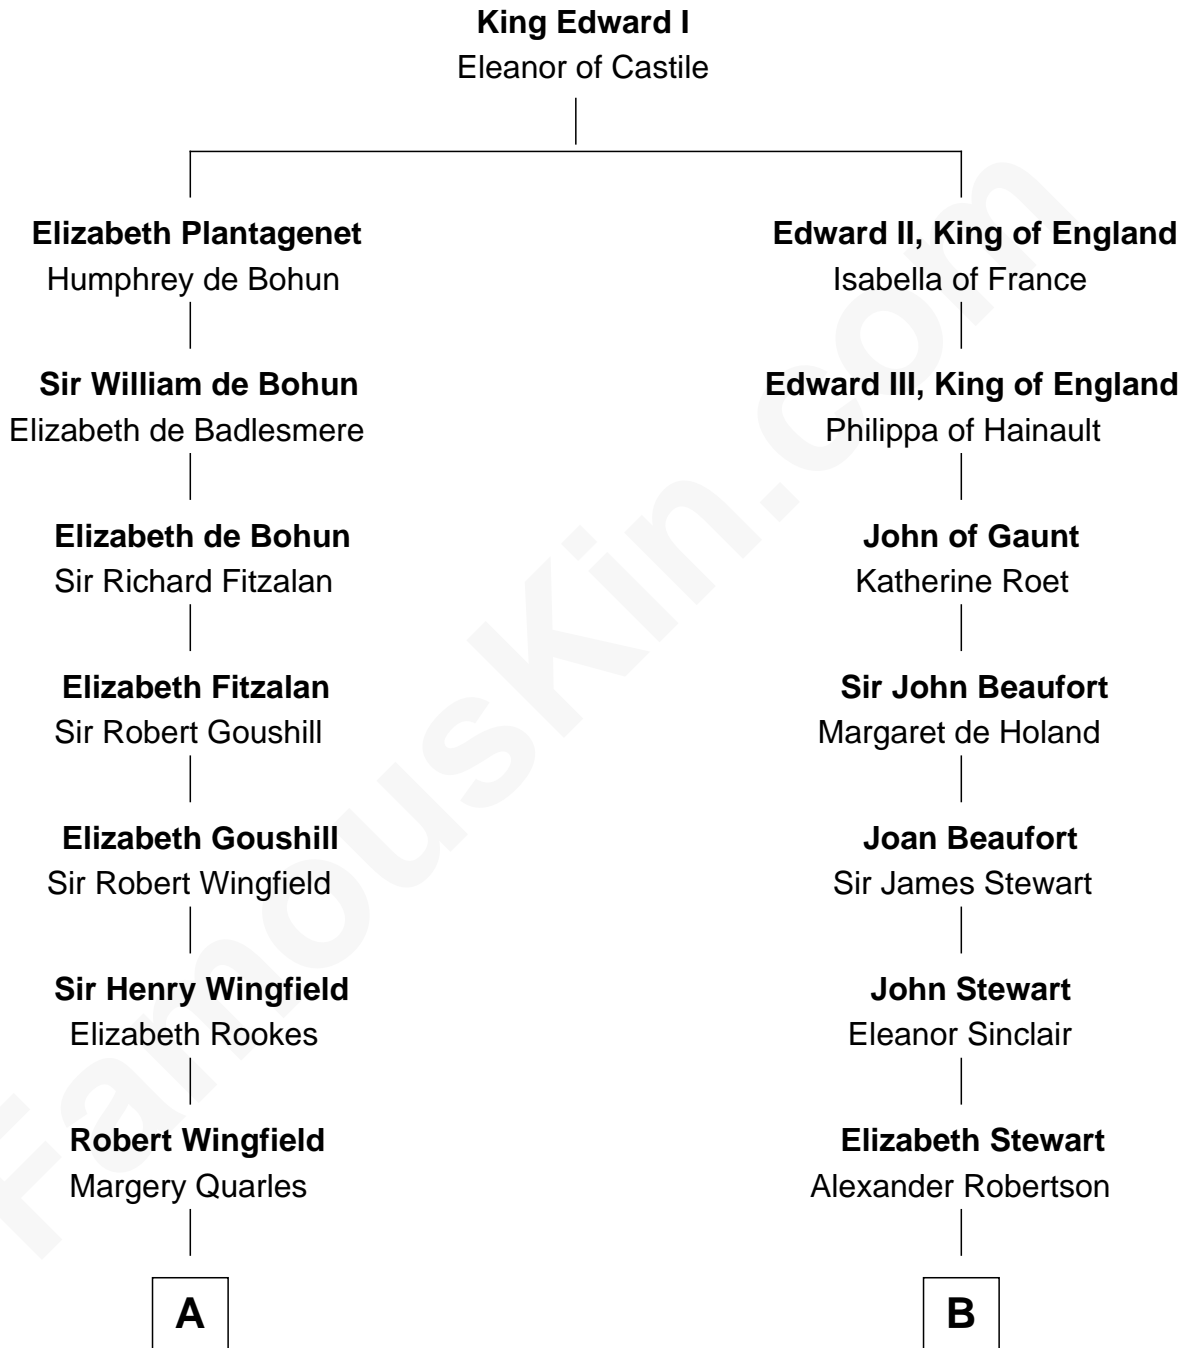 King Edward I
Eleanor of Castile
Elizabeth Plantagenet
Humphrey de Bohun
Sir William de Bohun
Elizabeth de Badlesmere
Elizabeth de Bohun
Sir Richard Fitzalan
Elizabeth Fitzalan
Sir Robert Goushill
Elizabeth Goushill
Sir Robert Wingfield
Sir Henry Wingfield
Elizabeth Rookes
Robert Wingfield
Margery Quarles
A
Edward II, King of England
Isabella of France
Edward III, King of England
Philippa of Hainault
John of Gaunt
Katherine Roet
Sir John Beaufort
Margaret de Holand
Joan Beaufort
Sir James Stewart
John Stewart
Eleanor Sinclair
Elizabeth Stewart
Alexander Robertson
B
FamousKin.com